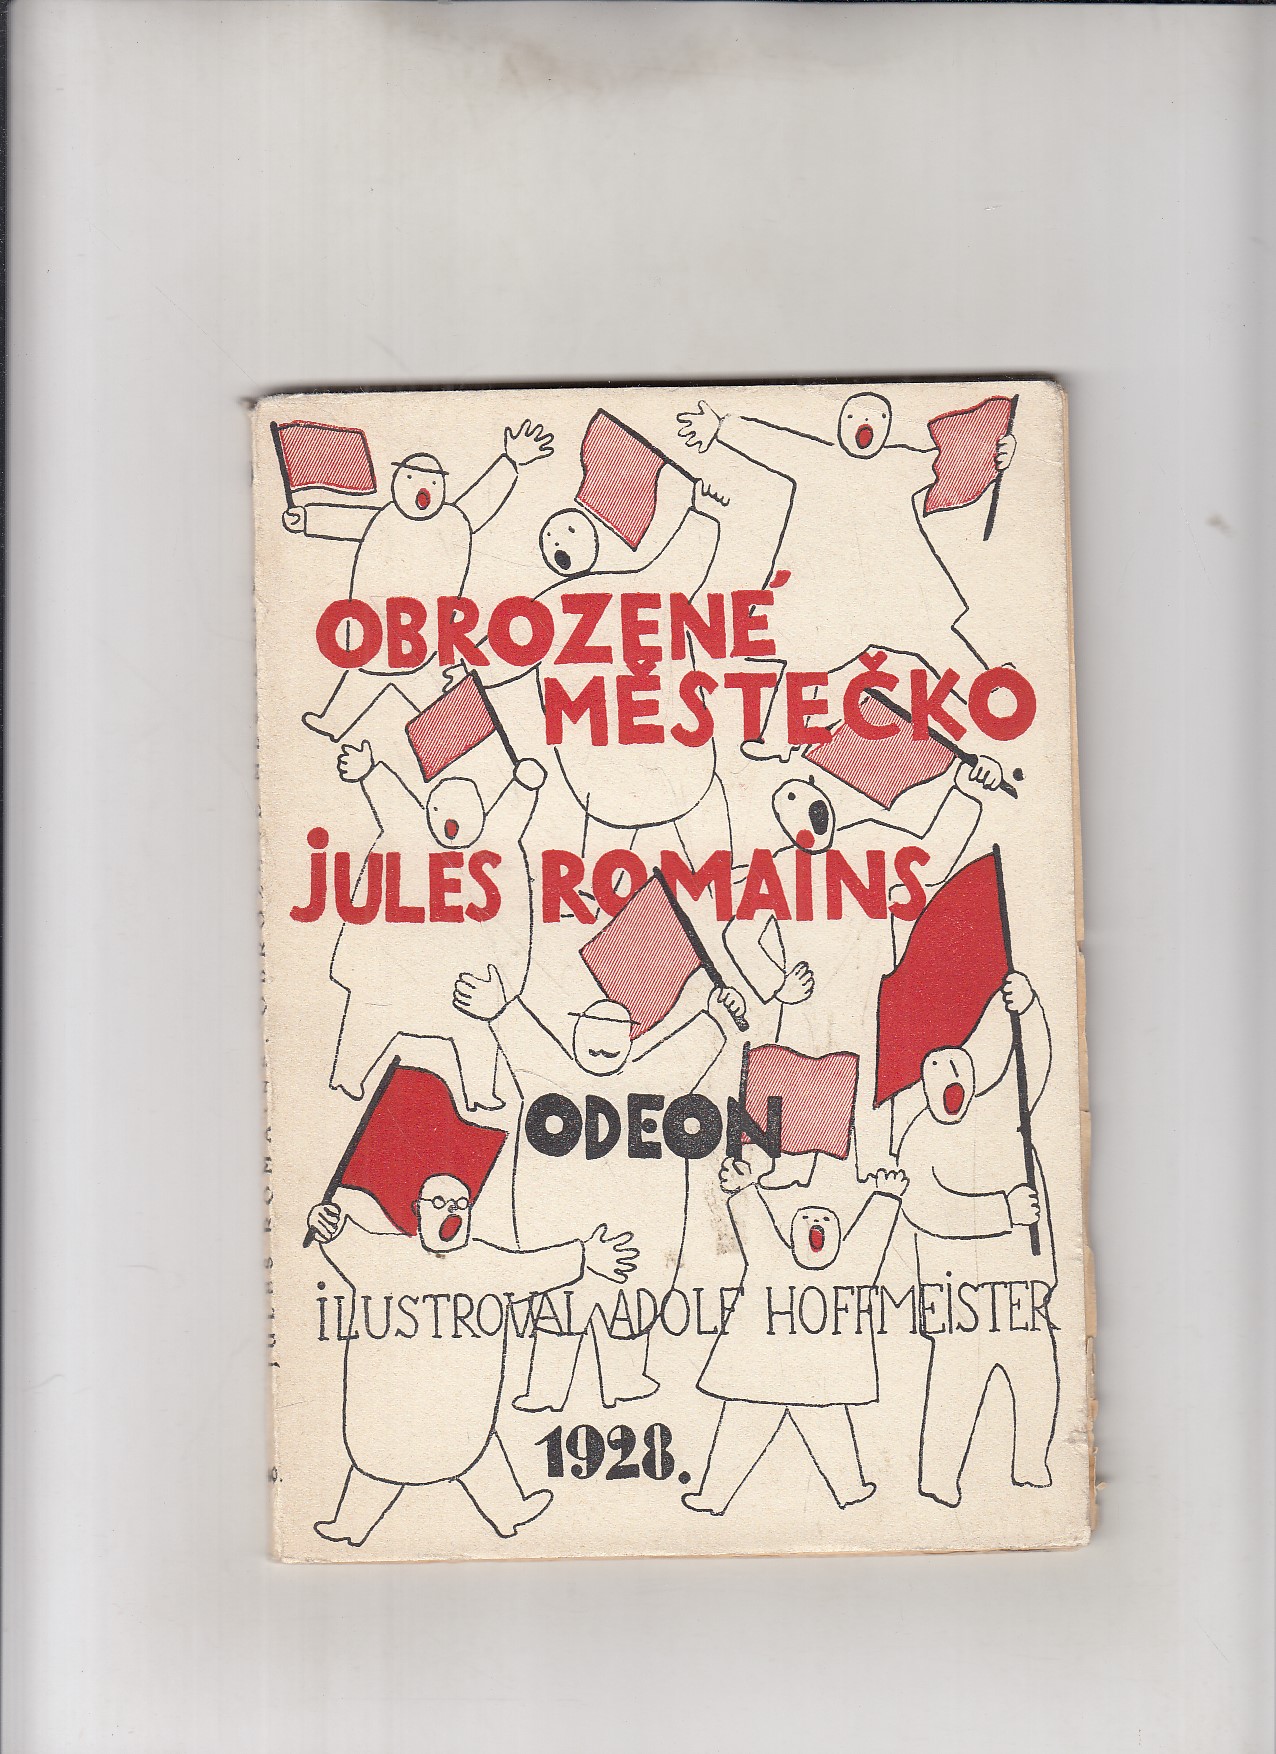 OBROZENÉ
MĚSTEČKO
JULES ROMAINS
ODEON
ILUSTROVAL ADOLF HOFFMEISTER
1928.